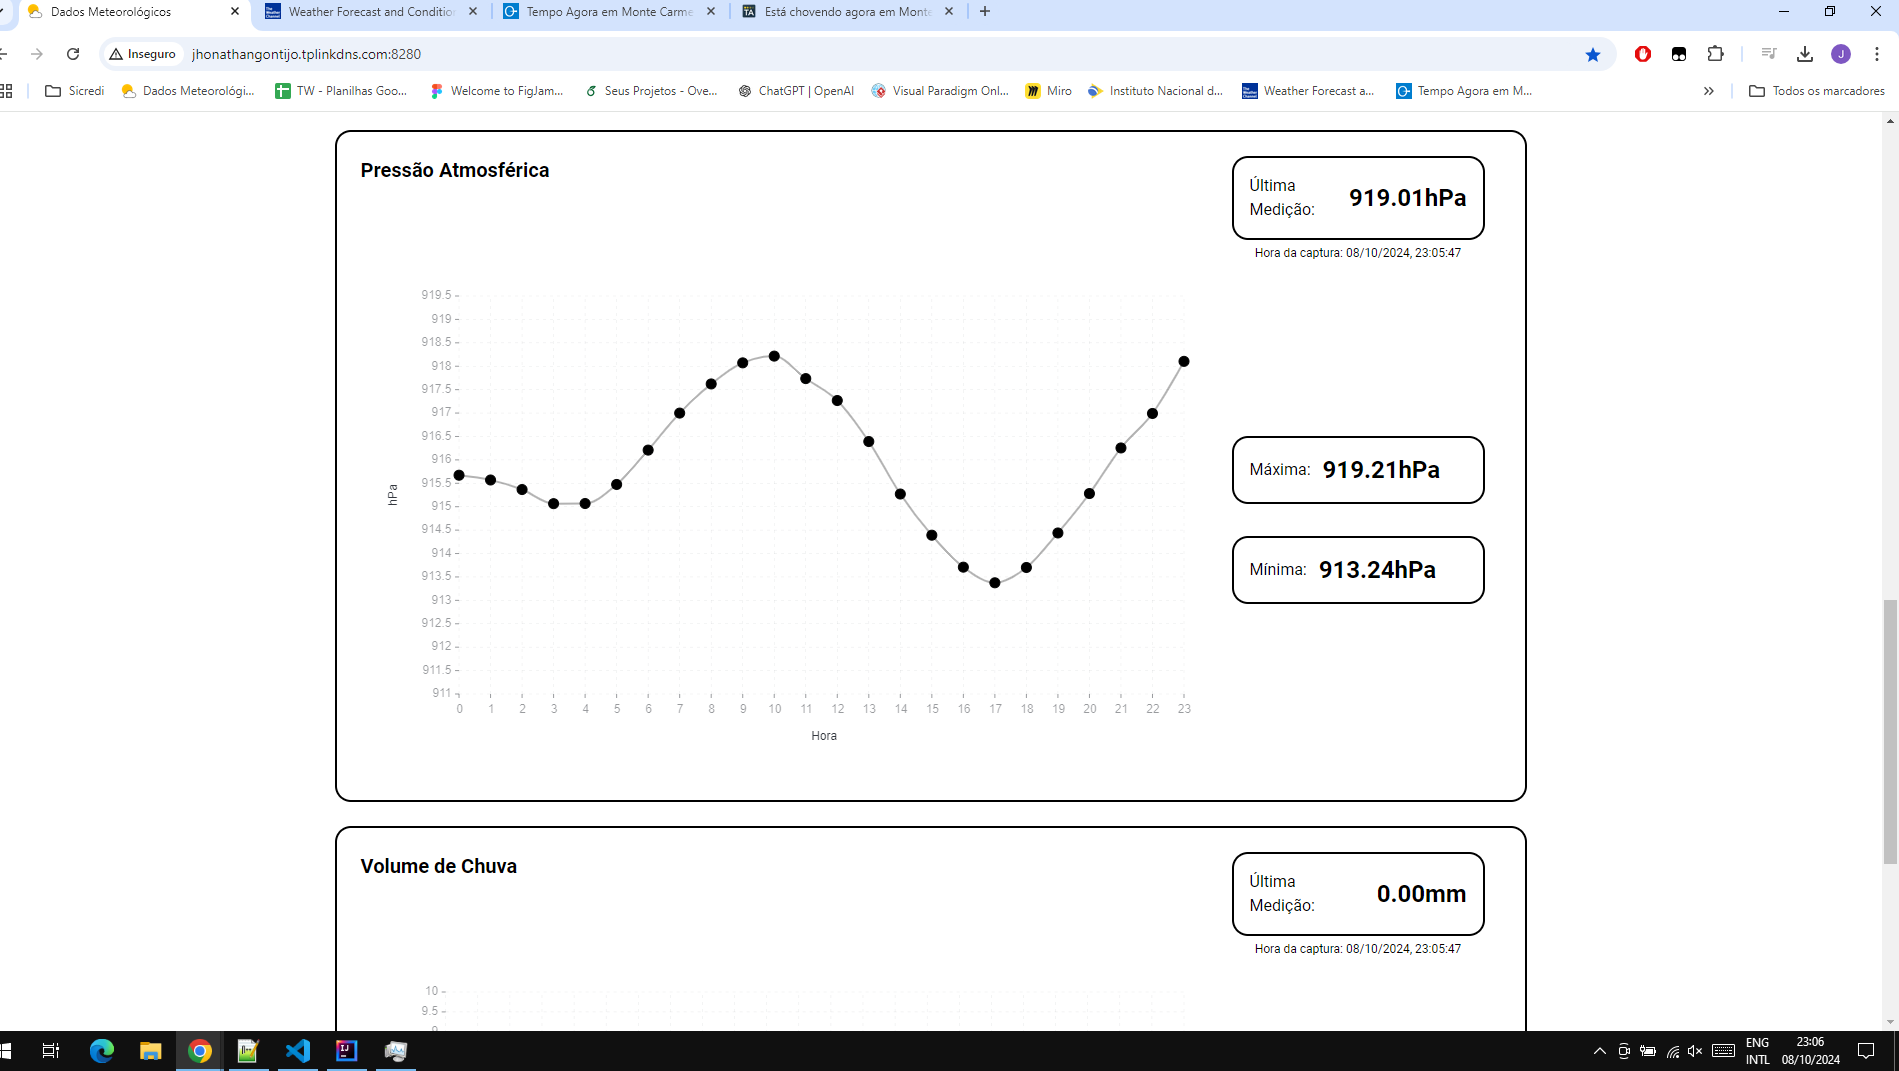 Dados Meteorológicos
Weather Forecast and Conditio
Tempo Agora em Monte Carme
Está chovendo agora em Monte
Inseguro
jhonathangontijo.tplinkdns.com:8280
J
Sicredi
Dados Meteorológi...
TW - Planilhas Goo...
Welcome to FigJam...
Seus Projetos - Ove...
ChatGPT | OpenAI
Visual Paradigm Onl...
Miro
Instituto Nacional d...
Weather Forecast a...
Tempo Agora em M...
Todos os marcadores
Pressão Atmosférica
Última
Medição:
919.01hPa
Hora da captura: 08/10/2024, 23:05:47
919.5
919
918.5
918
917.5
917
916.5
916
915.5
915
914.5
914
913.5
913
912.5
912
911.5
911
hPa
0 1 2 3 4 5 6 7 8 9 10 11 12 13 14 15 16 17 18 19 20 21 22 23
Hora
Máxima: 919.21hPa
Mínima: 913.24hPa
Volume de Chuva
Última
Medição:
0.00mm
Hora da captura: 08/10/2024, 23:05:47
10
9.5
ENG
INTL
23:06
08/10/2024